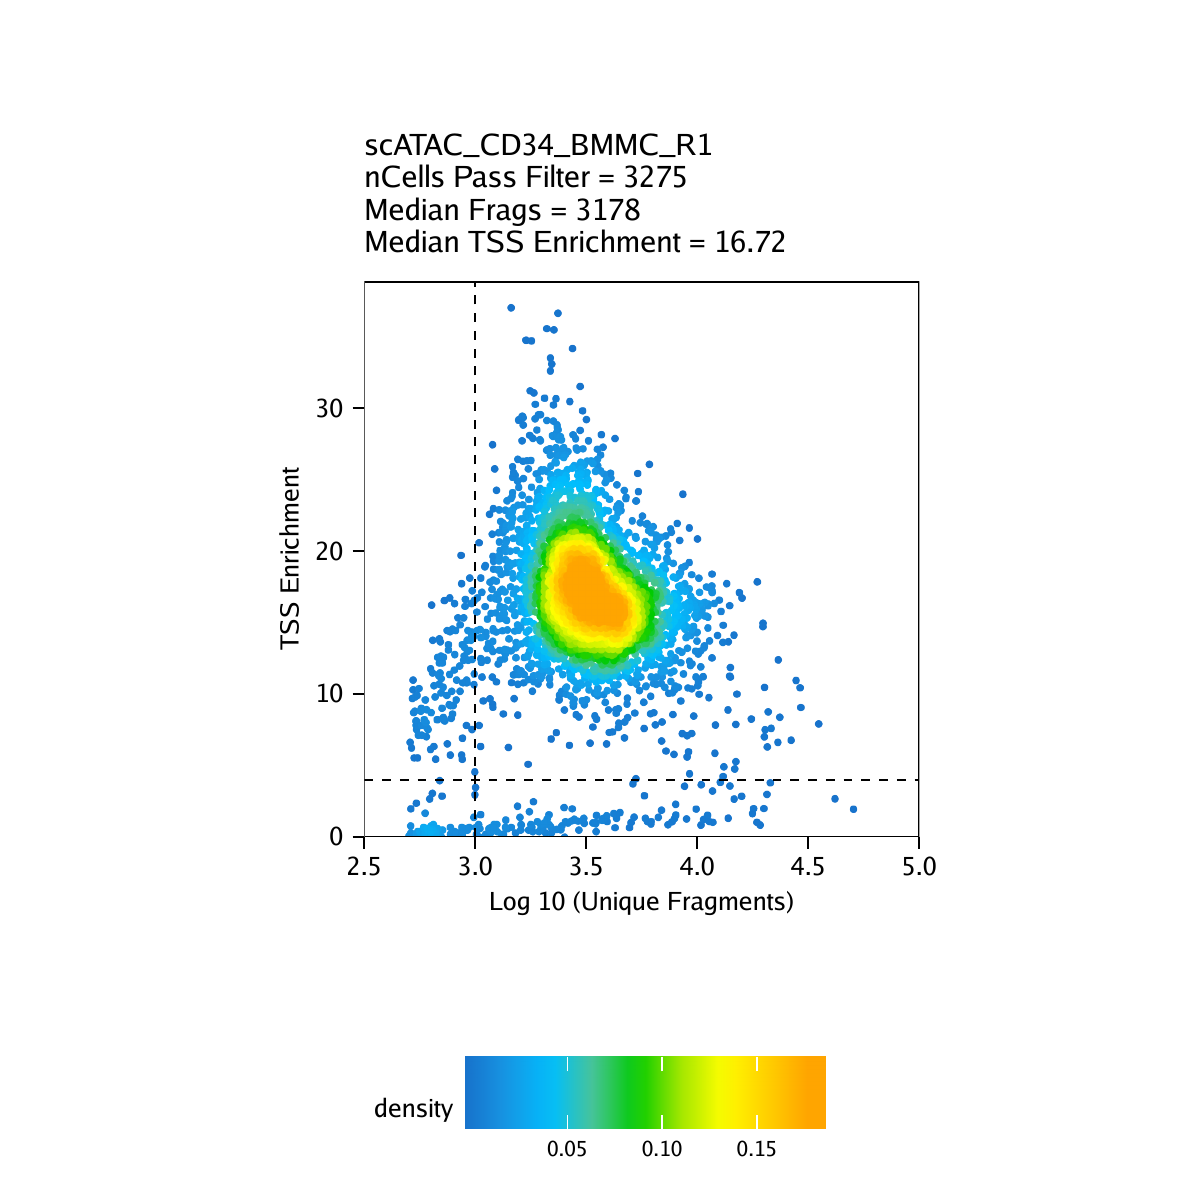 scATAC_CD34_BMMC_R1
nCells Pass Filter = 3275
Median Frags = 3178
Median TSS Enrichment = 16.72
TSS Enrichment
30
20
10
0
2.5 3.0 3.5 4.0 4.5 5.0
Log 10 (Unique Fragments)
density
0.05 0.10 0.15